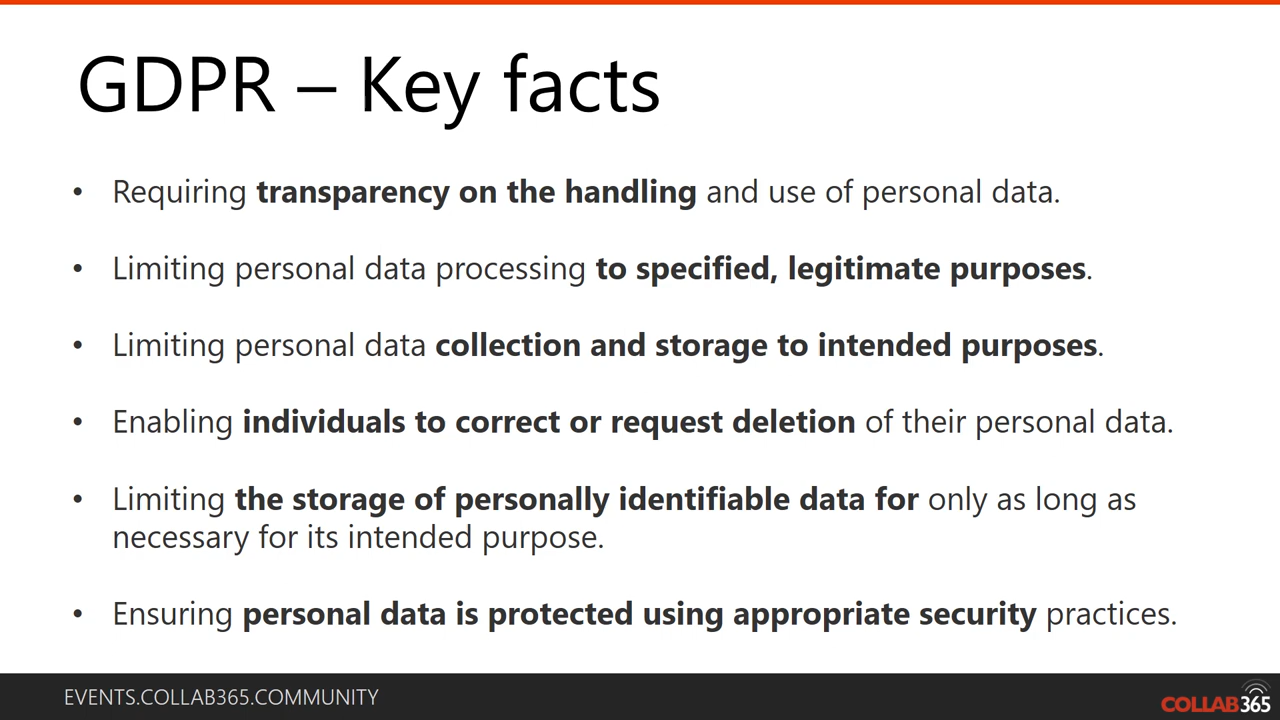 GDPR – Key facts
• Requiring transparency on the handling and use of personal data.
• Limiting personal data processing to specified, legitimate purposes.
• Limiting personal data collection and storage to intended purposes.
• Enabling individuals to correct or request deletion of their personal data.
• Limiting the storage of personally identifiable data for only as long as
necessary for its intended purpose.
• Ensuring personal data is protected using appropriate security practices.
EVENTS.COLLAB365.COMMUNITY
COLLAB365